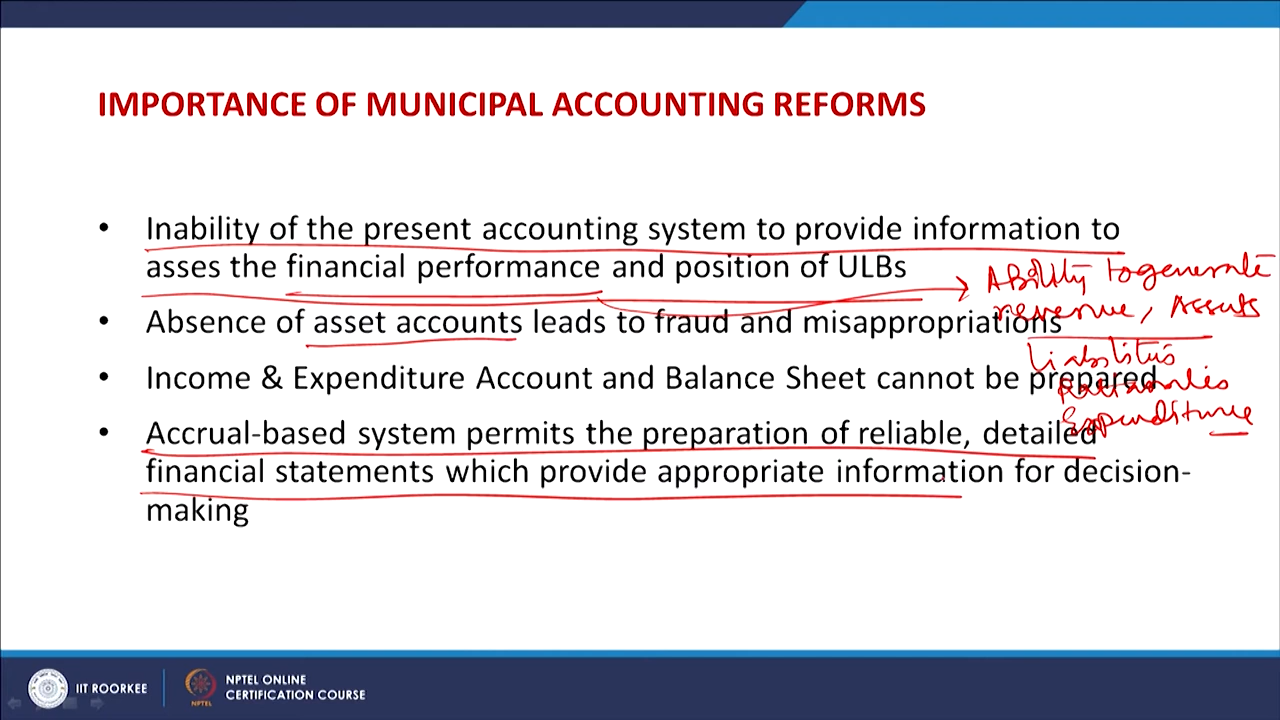 IMPORTANCE OF MUNICIPAL ACCOUNTING REFORMS
• Inability of the present accounting system to provide information to
asses the financial performance and position of ULBs
Ability to generate
revenue, Assets
Liabilities
Expenditure
• Absence of asset accounts leads to fraud and misappropriations
• Income & Expenditure Account and Balance Sheet cannot be prepared
• Accrual-based system permits the preparation of reliable, detailed
financial statements which provide appropriate information for decision-
making
IIT ROORKEE
NPTEL
NPTEL ONLINE
CERTIFICATION COURSE